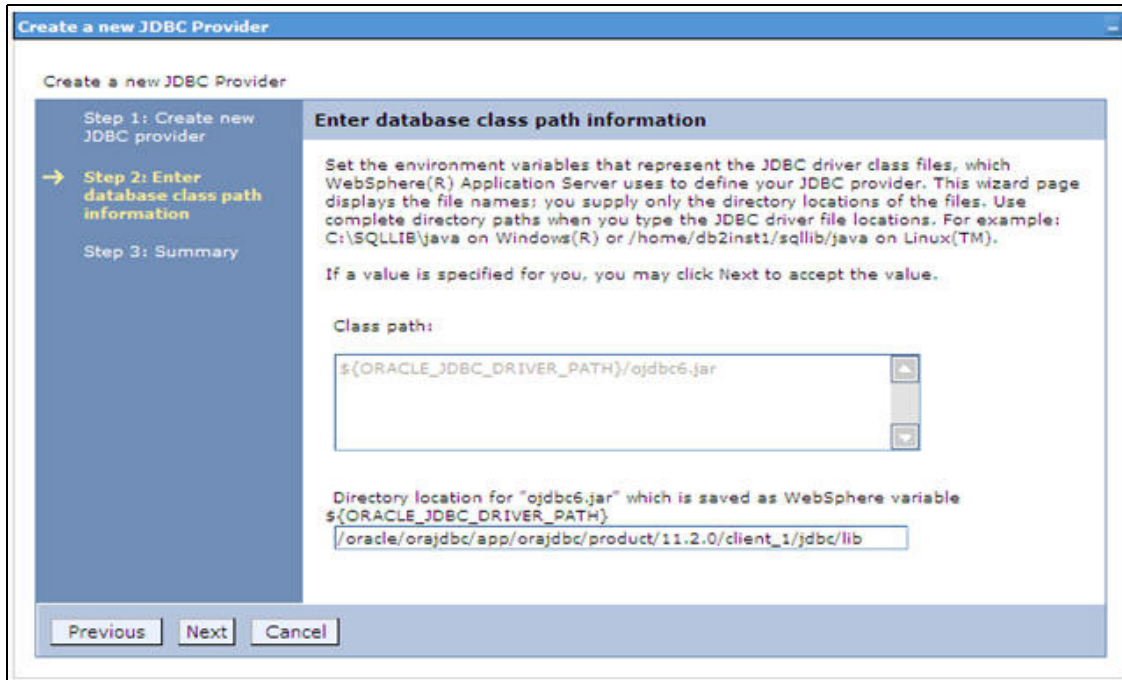 Create a new JDBC Provider
Create a new JDBC Provider
Step 1: Create new
JDBC provider
Step 2: Enter
database class path
information
Step 3: Summary
Enter database class path information
Set the environment variables that represent the JDBC driver class files, which
WebSphere(R) Application Server uses to define your JDBC provider. This wizard page
displays the file names; you supply only the directory locations of the files. Use
complete directory paths when you type the JDBC driver file locations. For example:
C:\SQLLIB\java on Windows(R) or /home/db2inst1/sqllib/java on Linux(TM).
If a value is specified for you, you may click Next to accept the value.
Class path:
${ORACLE_JDBC_DRIVER_PATH}/ojdbc6.jar
Directory location for "ojdbc6.jar" which is saved as WebSphere variable
${ORACLE_JDBC_DRIVER_PATH}
/oracle/orajdbc/app/orajdbc/product/11.2.0/client_1/jdbc/lib
Previous Next Cancel